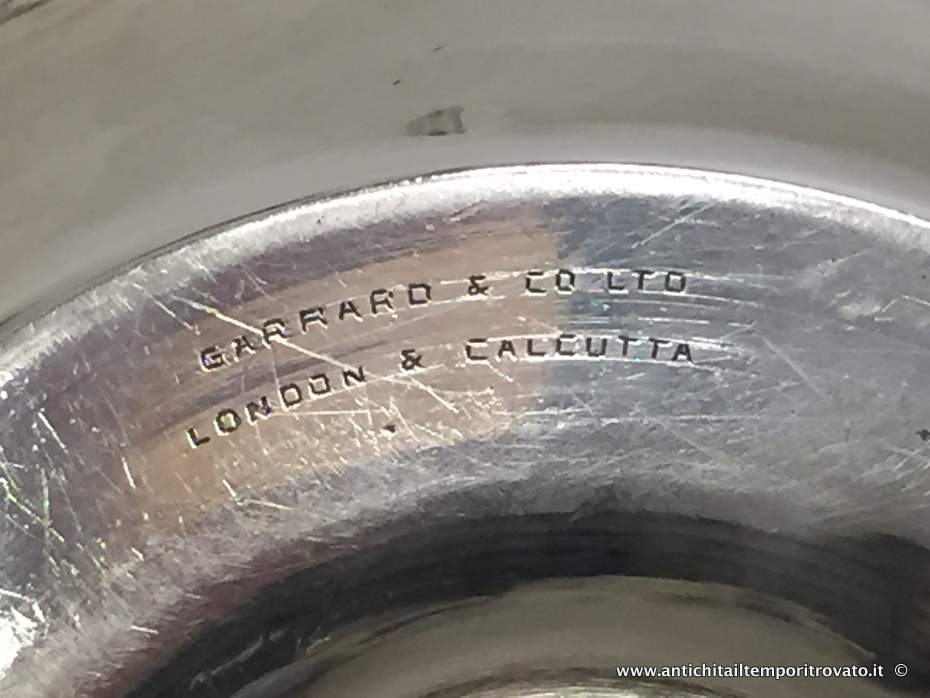 GARRARD & CO LTD
LONDON & CALCUTTA
www.antichitailtemporitrovato.it ©